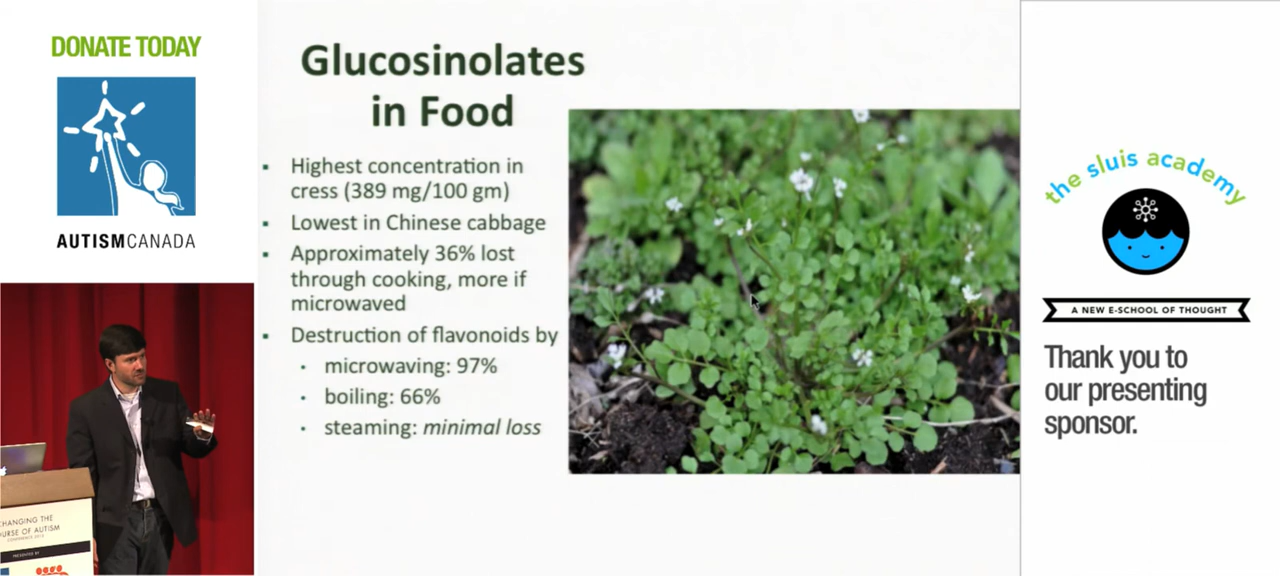 DONATE TODAY
AUTISMCANADA
CHANGING THE
COURSE OF AUTISM
PRESENTED BY
Glucosinolates
in Food
▪ Highest concentration in
cress (389 mg/100 gm)
▪ Lowest in Chinese cabbage
▪ Approximately 36% lost
through cooking, more if
microwaved
▪ Destruction of flavonoids by
• microwaving: 97%
• boiling: 66%
• steaming: minimal loss
the sluis academy
A NEW E-SCHOOL OF THOUGHT
Thank you to
our presenting
sponsor.